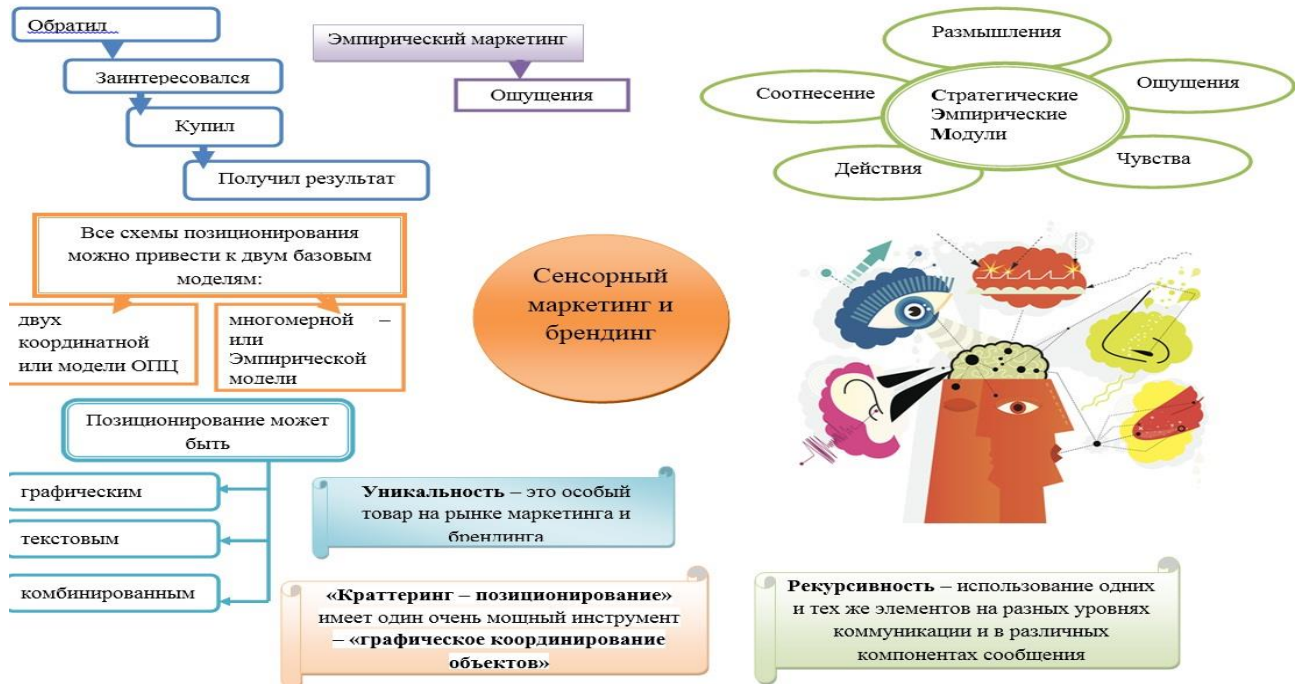 Обратил
Заинтересовался
Купил
Получил результат
Эмпирический маркетинг
Ощущения
Размышления
Соотнесение
Ощущения
Стратегические
Эмпирические
Модули
Действия
Чувства
Все схемы позиционирования
можно привести к двум базовым
моделям:
двух
координатной
или модели ОПЦ
многомерной –
или
Эмпирической
модели
Сенсорный
маркетинг и
брендинг
Позиционирование может
быть
графическим
текстовым
комбинированным
Уникальность – это особый
товар на рынке маркетинга и
брендинга
«Краттеринг – позиционирование»
имеет один очень мощный инструмент
– «графическое координирование
объектов»
Рекурсивность – использование одних
и тех же элементов на разных уровнях
коммуникации и в различных
компонентах сообщения